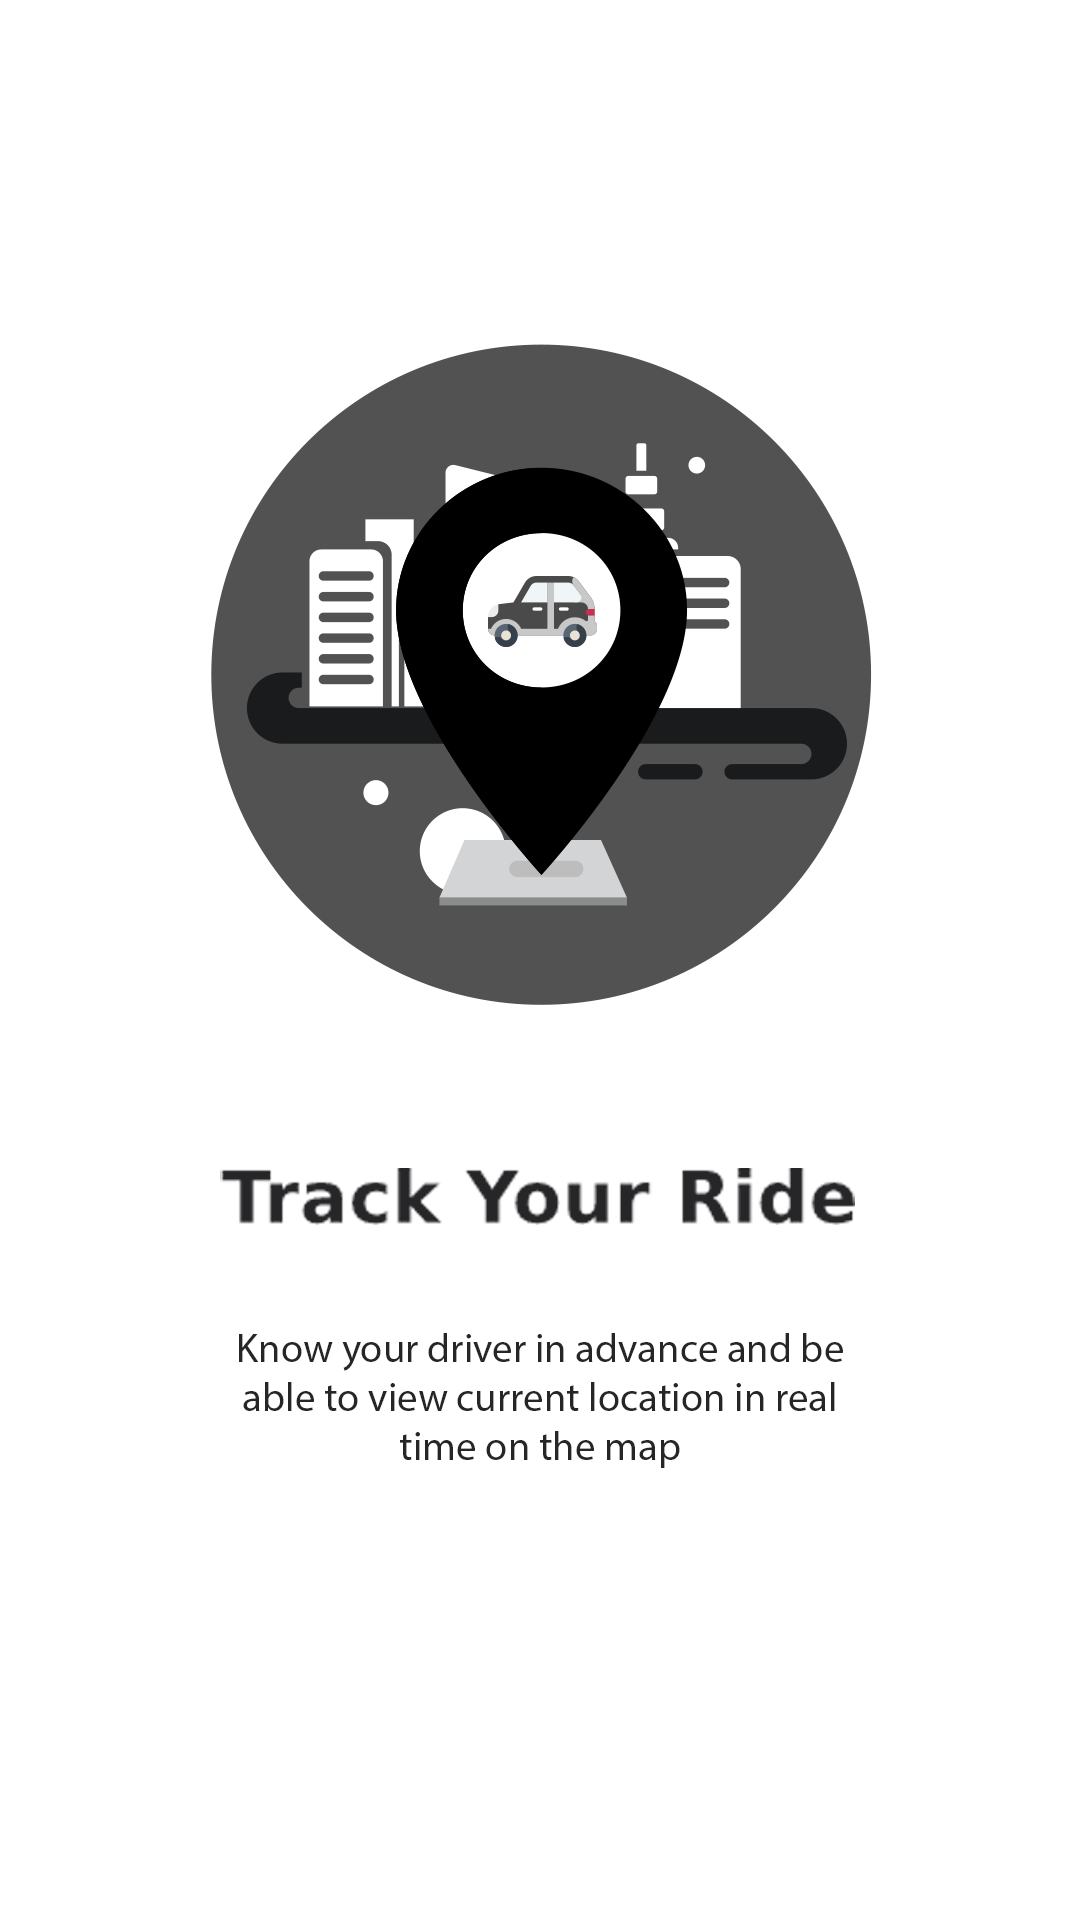 Track Your Ride
Know your driver in advance and be
able to view current location in real
time on the map